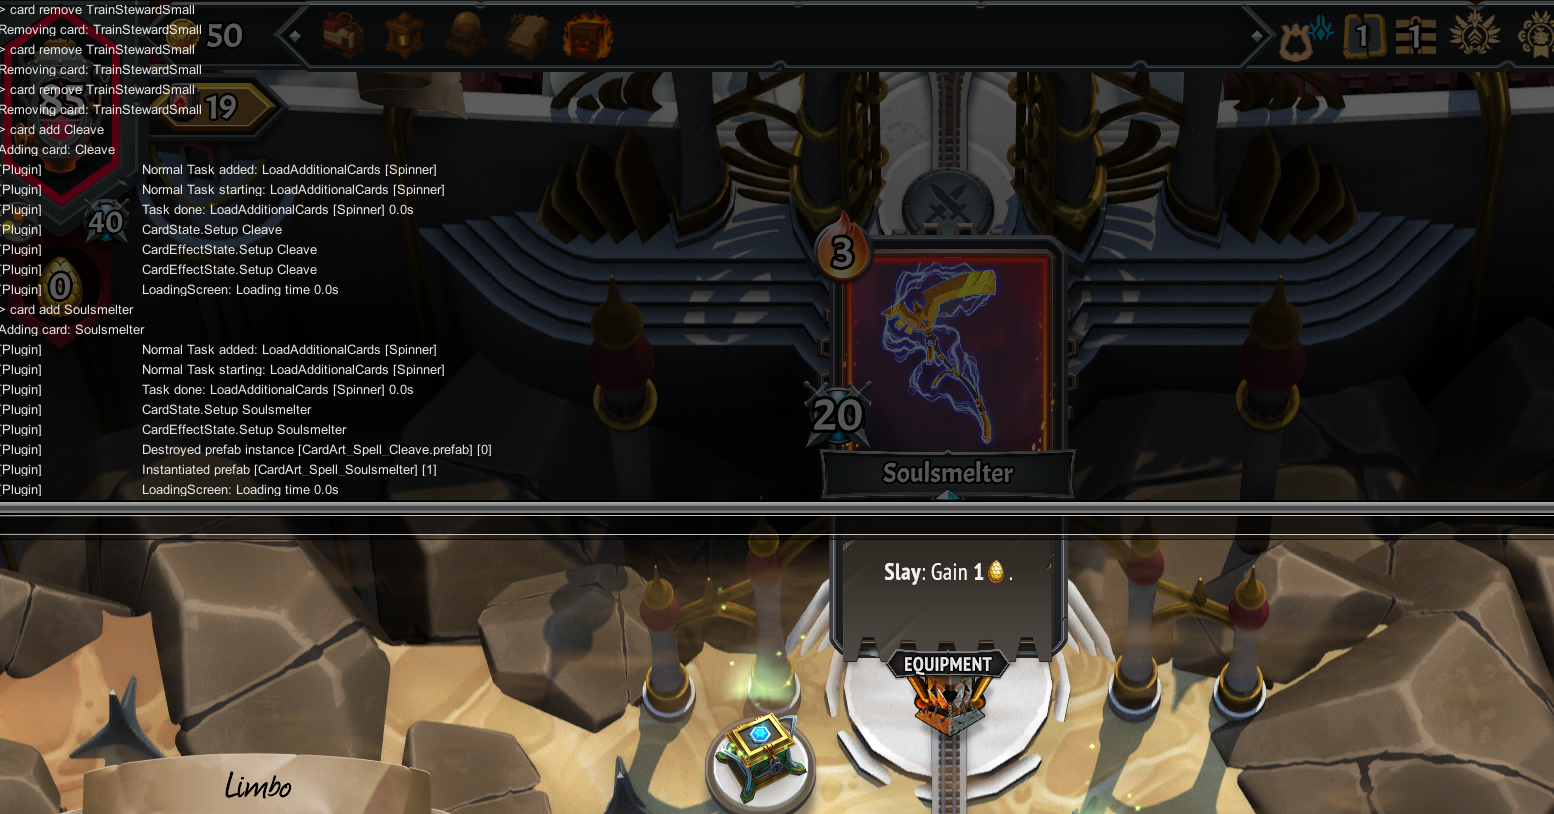 > card remove TrainStewardSmall
Removing card: TrainStewardSmall
> card remove TrainStewardSmall
Removing card: TrainStewardSmall
> card remove TrainStewardSmall
Removing card: TrainStewardSmall
> card add Cleave
Adding card: Cleave
[Plugin] Normal Task added: LoadAdditionalCards [Spinner]
[Plugin] Normal Task starting: LoadAdditionalCards [Spinner]
[Plugin] Task done: LoadAdditionalCards [Spinner] 0.0s
[Plugin] CardState.Setup Cleave
[Plugin] CardEffectState.Setup Cleave
[Plugin] CardEffectState.Setup Cleave
[Plugin] LoadingScreen: Loading time 0.0s
> card add Soulsmelter
Adding card: Soulsmelter
[Plugin] Normal Task added: LoadAdditionalCards [Spinner]
[Plugin] Normal Task starting: LoadAdditionalCards [Spinner]
[Plugin] Task done: LoadAdditionalCards [Spinner] 0.0s
[Plugin] CardState.Setup Soulsmelter
[Plugin] CardEffectState.Setup Soulsmelter
[Plugin] Destroyed prefab instance [CardArt_Spell_Cleave.prefab] [0]
[Plugin] Instantiated prefab [CardArt_Spell_Soulsmelter] [1]
[Plugin] LoadingScreen: Loading time 0.0s
50
1
1
85
19
40
0
3
20
Soulsmelter
Slay: Gain 1 .
EQUIPMENT
Limbo